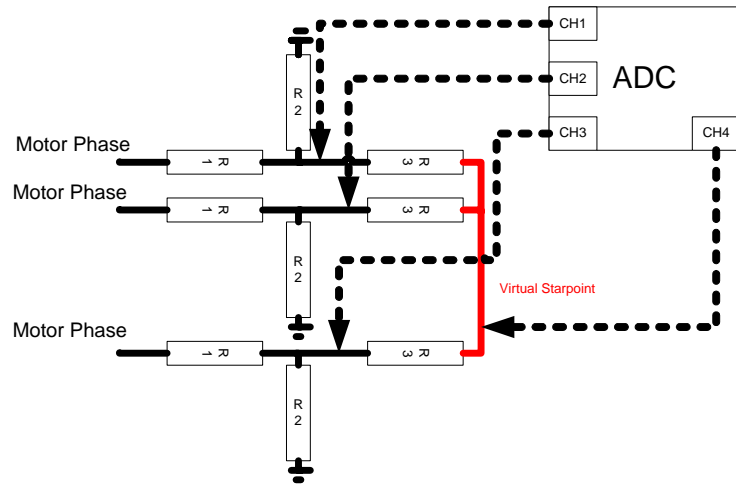 CH1
ADC
CH2
CH3
CH4
R2
Motor Phase
R1
R3
Motor Phase
R1
R3
R2
Virtual Starpoint
Motor Phase
R1
R3
R2